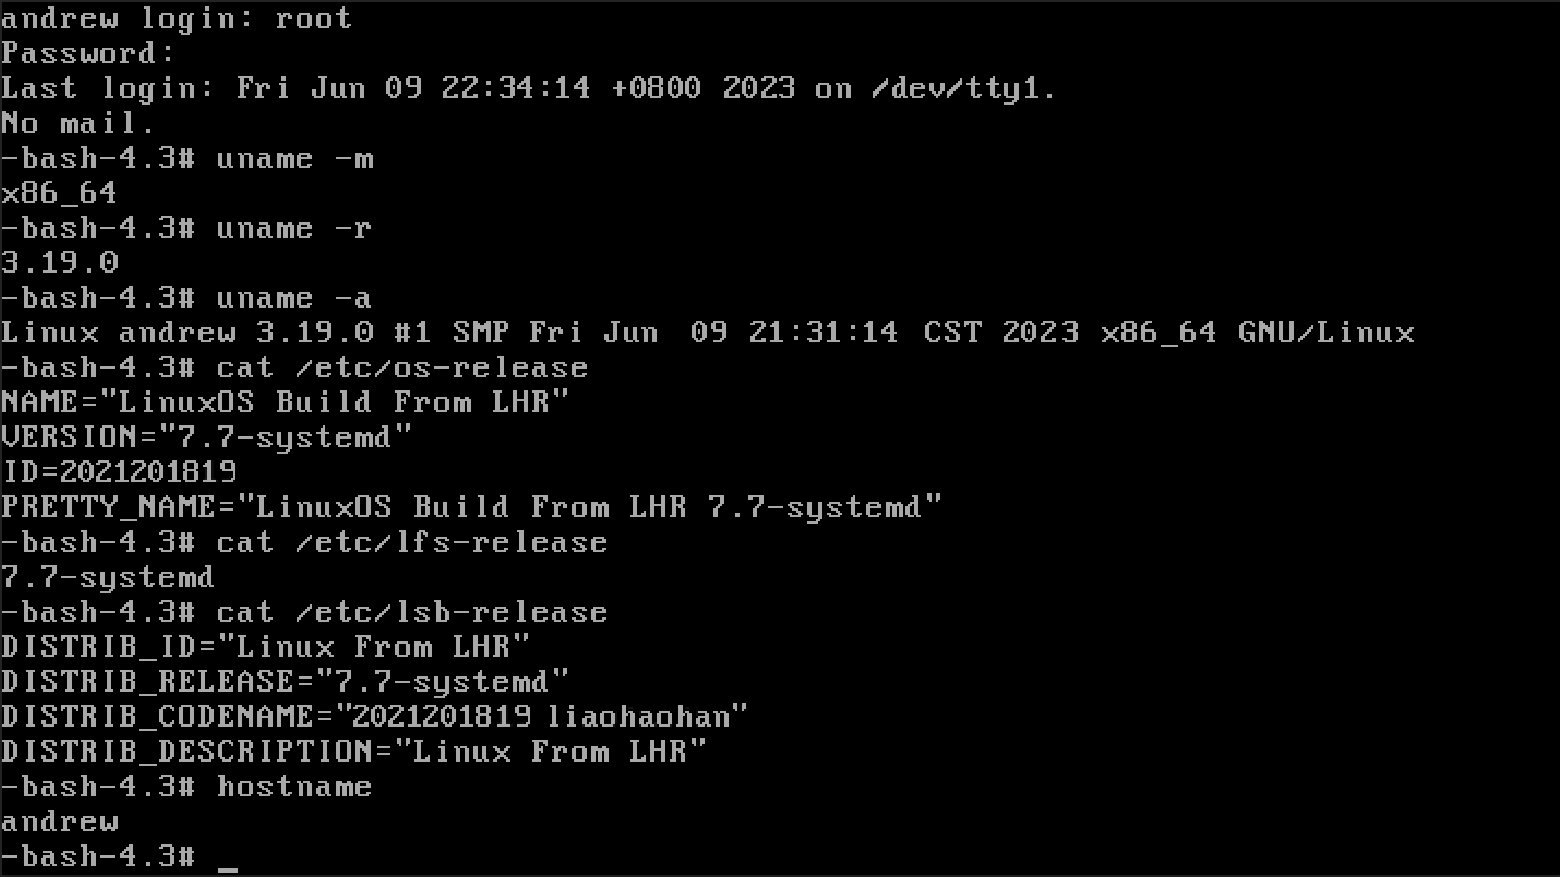 andrew login: root
Password:
Last login: Fri Jun 09 22:34:14 +0800 2023 on /dev/tty1.
No mail.
-bash-4.3# uname -m
x86_64
-bash-4.3# uname -r
3.19.0
-bash-4.3# uname -a
Linux andrew 3.19.0 #1 SMP Fri Jun  09 21:31:14 CST 2023 x86_64 GNU/Linux
-bash-4.3# cat /etc/os-release
NAME="LinuxOS Build From LHR"
VERSION="7.7-systemd"
ID=2021201819
PRETTY_NAME="LinuxOS Build From LHR 7.7-systemd"
-bash-4.3# cat /etc/lfs-release
7.7-systemd
-bash-4.3# cat /etc/lsb-release
DISTRIB_ID="Linux From LHR"
DISTRIB_RELEASE="7.7-systemd"
DISTRIB_CODENAME="2021201819 liaohaohan"
DISTRIB_DESCRIPTION="Linux From LHR"
-bash-4.3# hostname
andrew
-bash-4.3# _